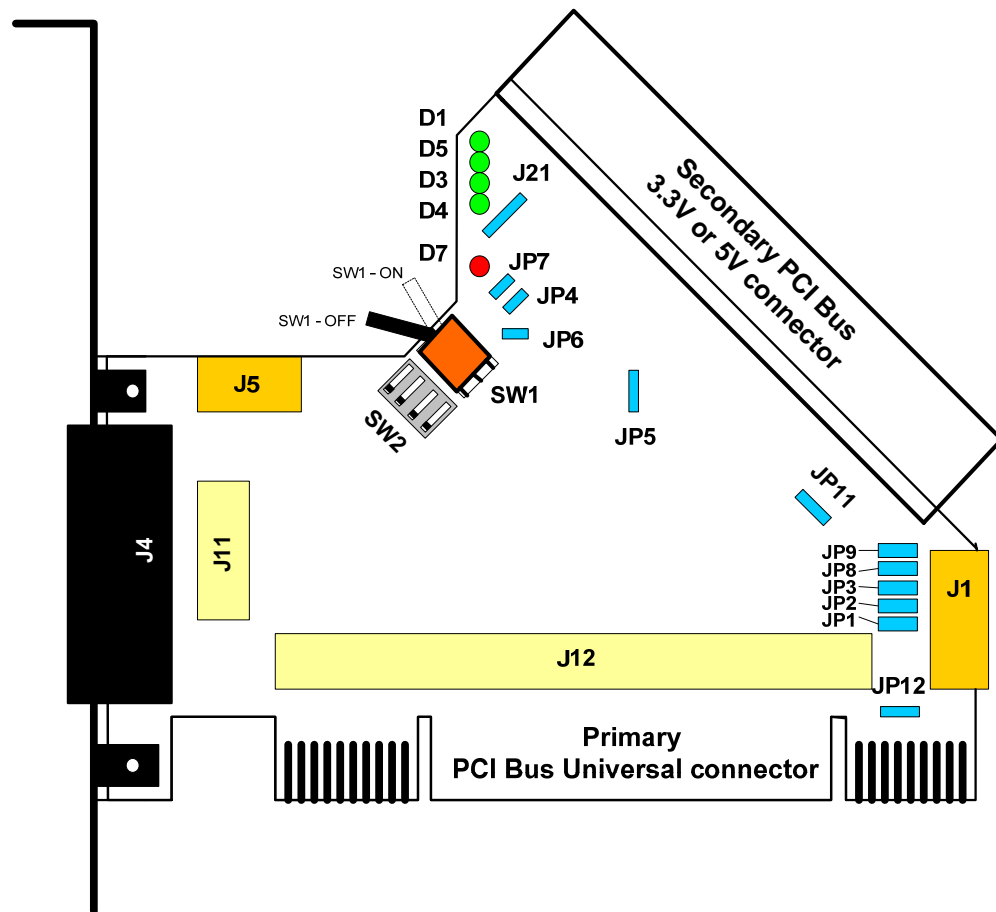 D1
D5
D3
D4
D7
J21
JP7
JP4
JP6
SW1 - ON
SW1 - OFF
SW1
SW2
J5
JP5
Secondary PCI Bus
3.3V or 5V connector
JP11
J4
J11
JP9
JP8
JP3
JP2
JP1
J1
J12
JP12
Primary
PCI Bus Universal connector